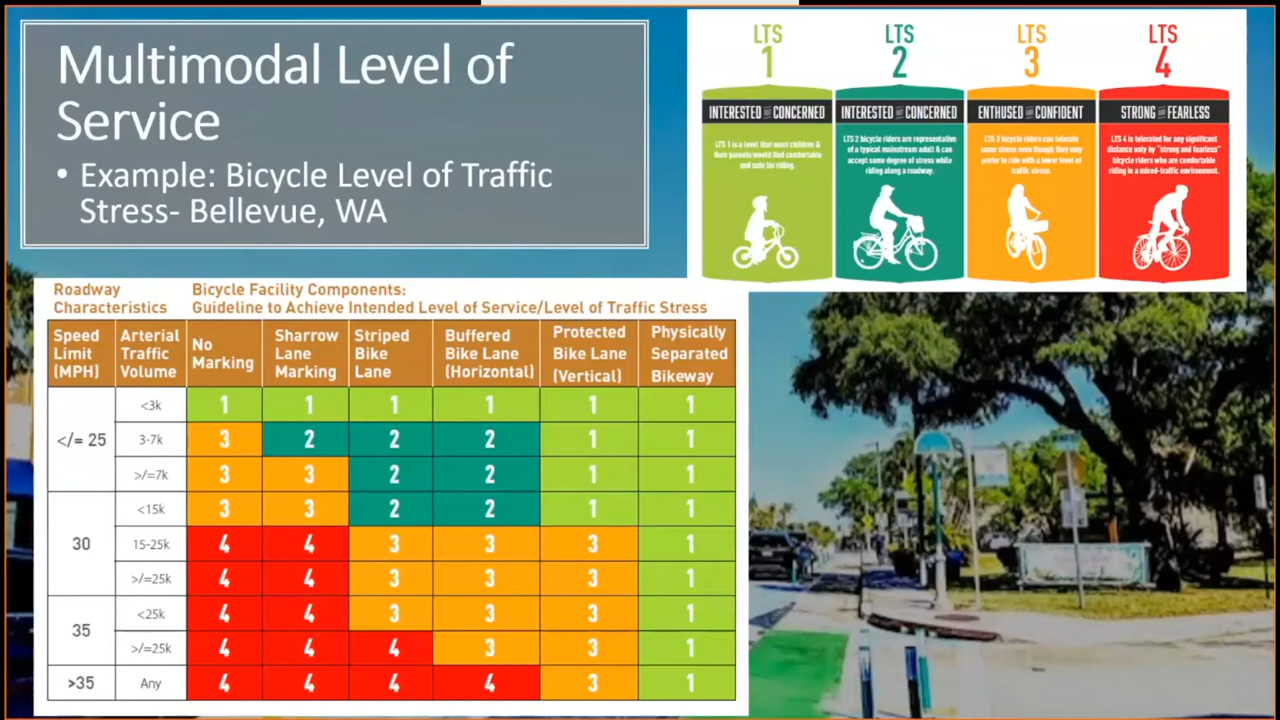 Multimodal Level of
Service
• Example: Bicycle Level of Traffic
Stress- Bellevue, WA
LTS
1
INTERESTED BUT CONCERNED
LTS 1 is a level that most children &
their parents would find comfortable
and safe for riding.
LTS
2
INTERESTED BUT CONCERNED
LTS 2 bicycle riders are representative
of a typical mainstream adult & can
accept some degree of stress while
riding along a roadway.
LTS
3
ENTHUSED AND CONFIDENT
LTS 3 bicycle riders can tolerate
some stress even though they may
prefer to ride with a lower level of
traffic stress.
LTS
4
STRONG AND FEARLESS
LTS 4 is tolerated for any significant
distance only by "strong and fearless"
bicycle riders who are comfortable
riding in a mixed-traffic environment.
Roadway
Characteristics
Bicycle Facility Components:
Guideline to Achieve Intended Level of Service/Level of Traffic Stress
Speed
Limit
(MPH)
Arterial
Traffic
Volume
No
Marking
Sharrow
Lane
Marking
Striped
Bike
Lane
Buffered
Bike Lane
(Horizontal)
Protected
Bike Lane
(Vertical)
Physically
Separated
Bikeway
</= 25
<3k 1 1 1 1 1 1
3-7k 3 2 2 2 1 1
>/=7k 3 3 2 2 1 1
30
<15k 3 3 2 2 1 1
15-25k 4 4 3 3 3 1
>/=25k 4 4 3 3 3 1
35
<25k 4 4 3 3 3 1
>/=25k 4 4 4 3 3 1
>35 Any 4 4 4 4 3 1